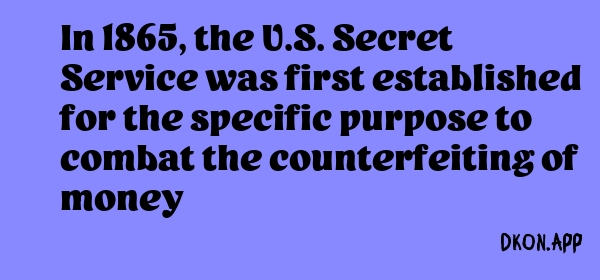 In 1865, the U.S. Secret
Service was first established
for the specific purpose to
combat the counterfeiting of
money
DKON.APP